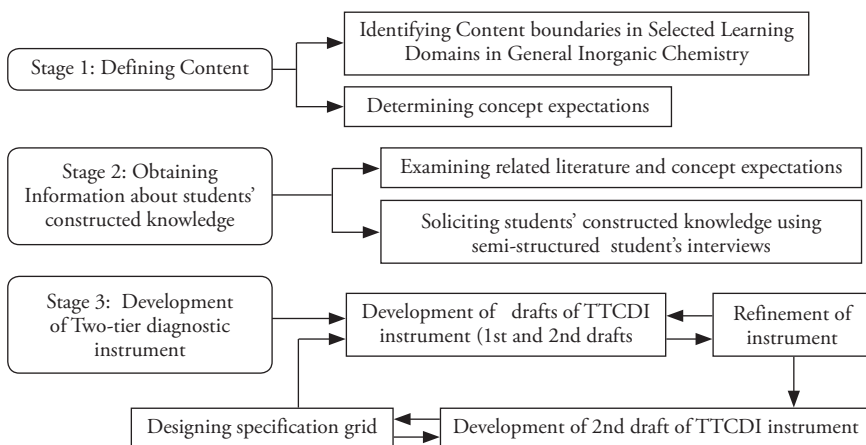 Identifying Content boundaries in Selected Learning
Domains in General Inorganic Chemistry
Stage 1: Defining Content
Determining concept expectations
Stage 2: Obtaining
Information about students’
constructed knowledge
Examining related literature and concept expectations
Soliciting students’ constructed knowledge using
semi-structured student’s interviews
Stage 3: Development
of Two-tier diagnostic
instrument
Development of drafts of TTCDI
instrument (1st and 2nd drafts
Refinement of
instrument
Designing specification grid
Development of 2nd draft of TTCDI instrument